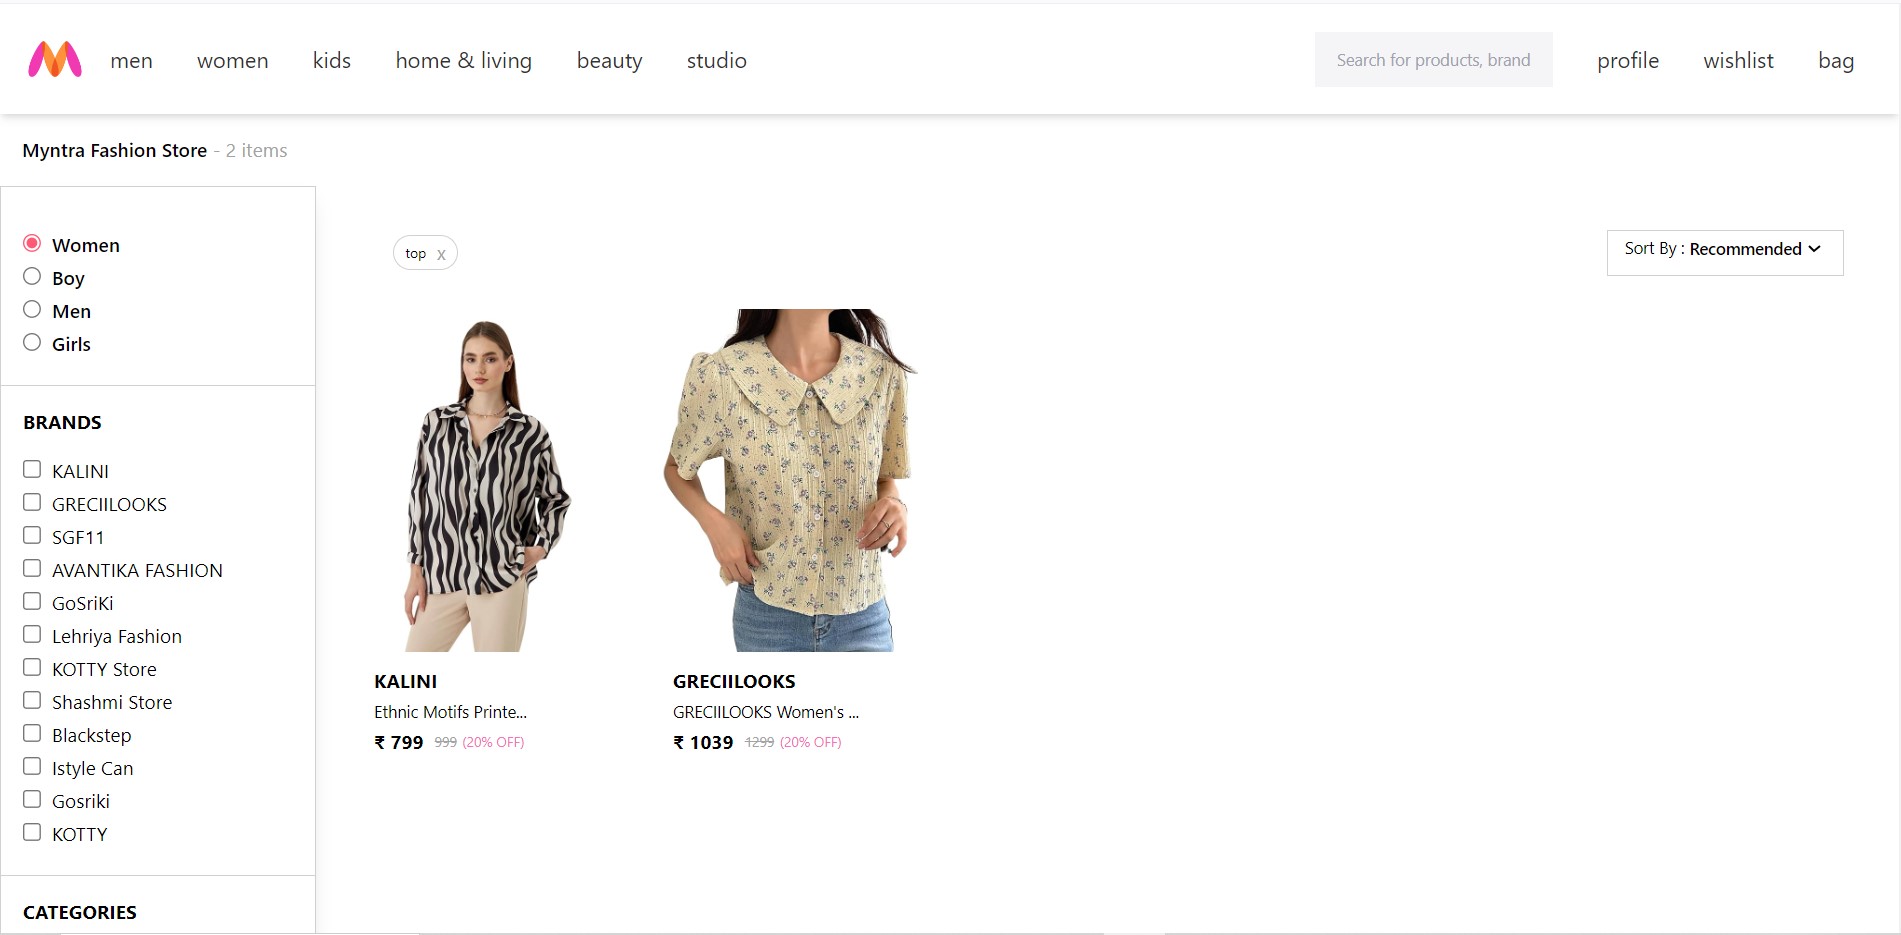 men women kids home & living beauty studio Search for products, brand profile wishlist bag
Myntra Fashion Store - 2 items
Women
Boy
Men
Girls
BRANDS
KALINI
GRECIILOOKS
SGF11
AVANTIKA FASHION
GoSriKi
Lehriya Fashion
KOTTY Store
Shashmi Store
Blackstep
Istyle Can
Gosriki
KOTTY
CATEGORIES
top x
Sort By : Recommended
KALINI
Ethnic Motifs Printe...
₹ 799 999 (20% OFF)
GRECIILOOKS
GRECIILOOKS Women's ...
₹ 1039 1299 (20% OFF)